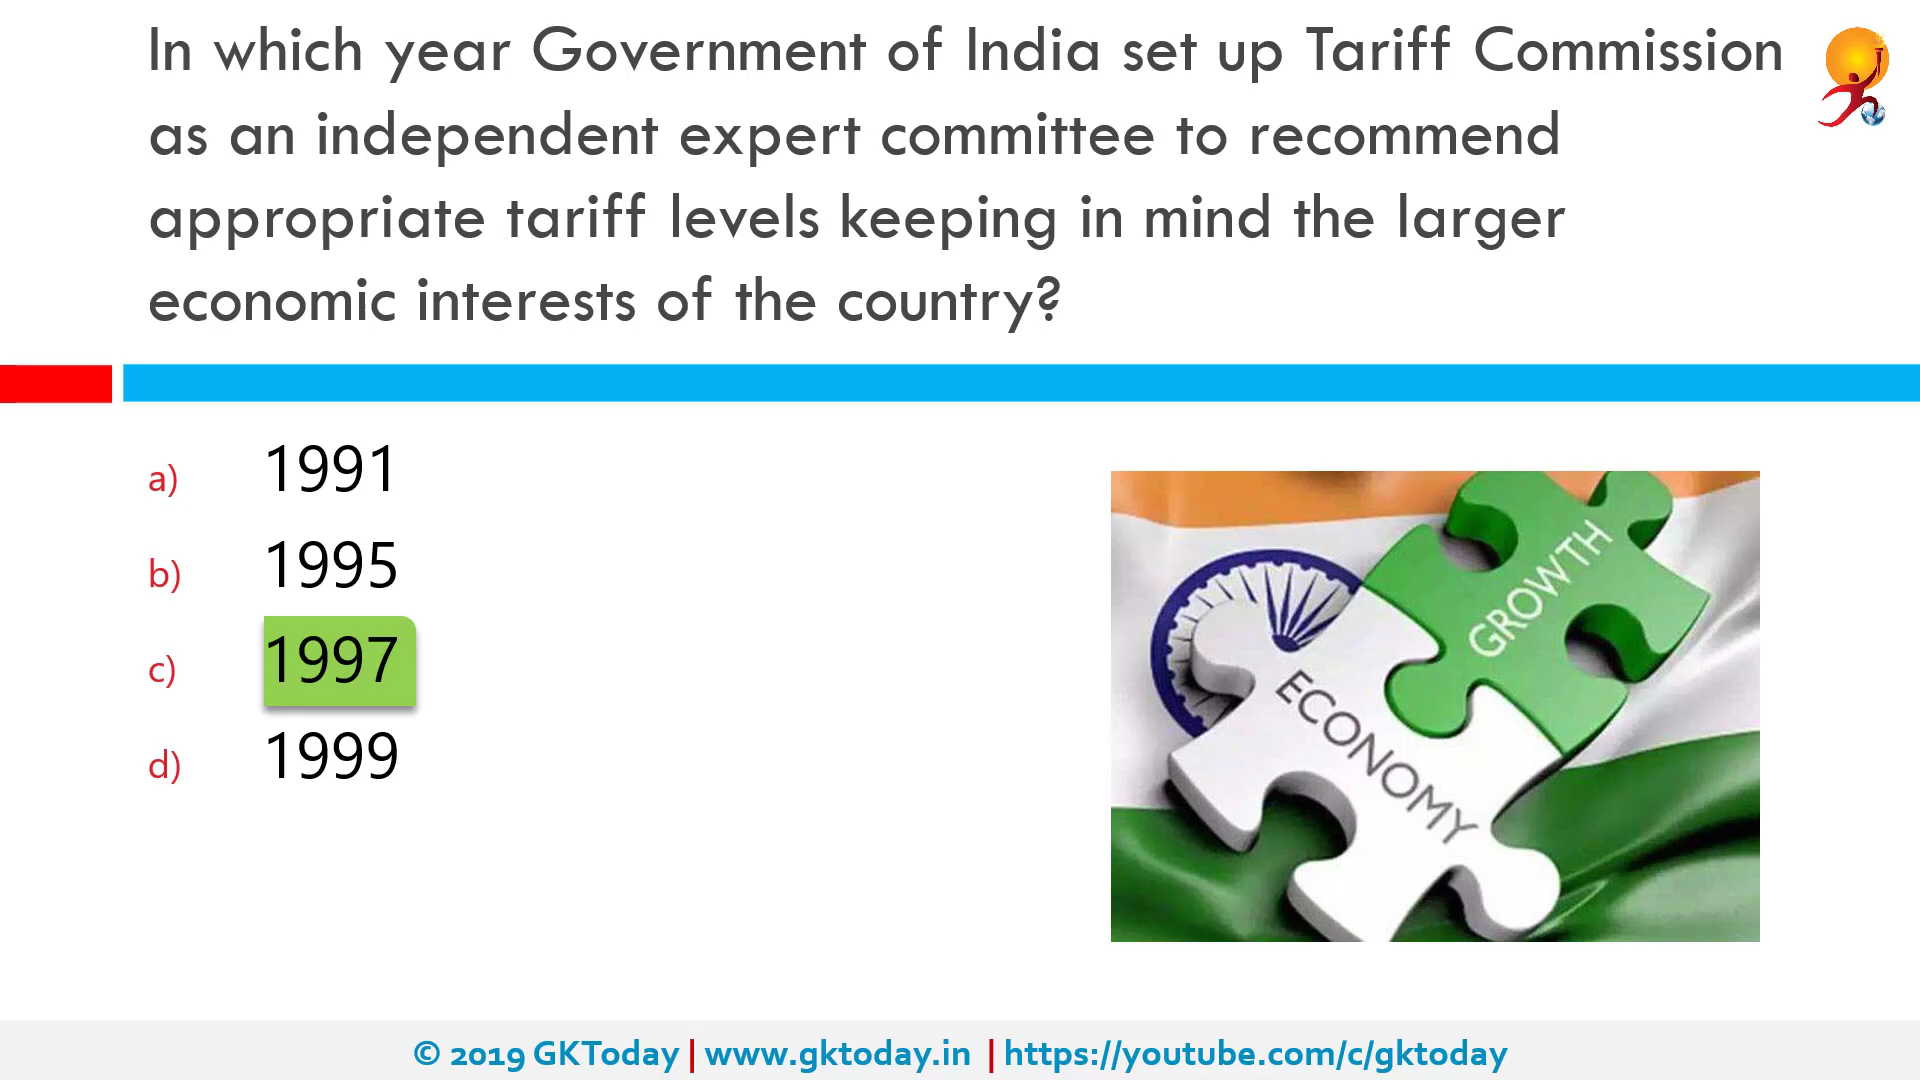 In which year Government of India set up Tariff Commission
as an independent expert committee to recommend
appropriate tariff levels keeping in mind the larger
economic interests of the country?
a) 1991
b) 1995
c) 1997
d) 1999
GROWTH
ECONOMY
© 2019 GKToday | www.gktoday.in | https://youtube.com/c/gktoday